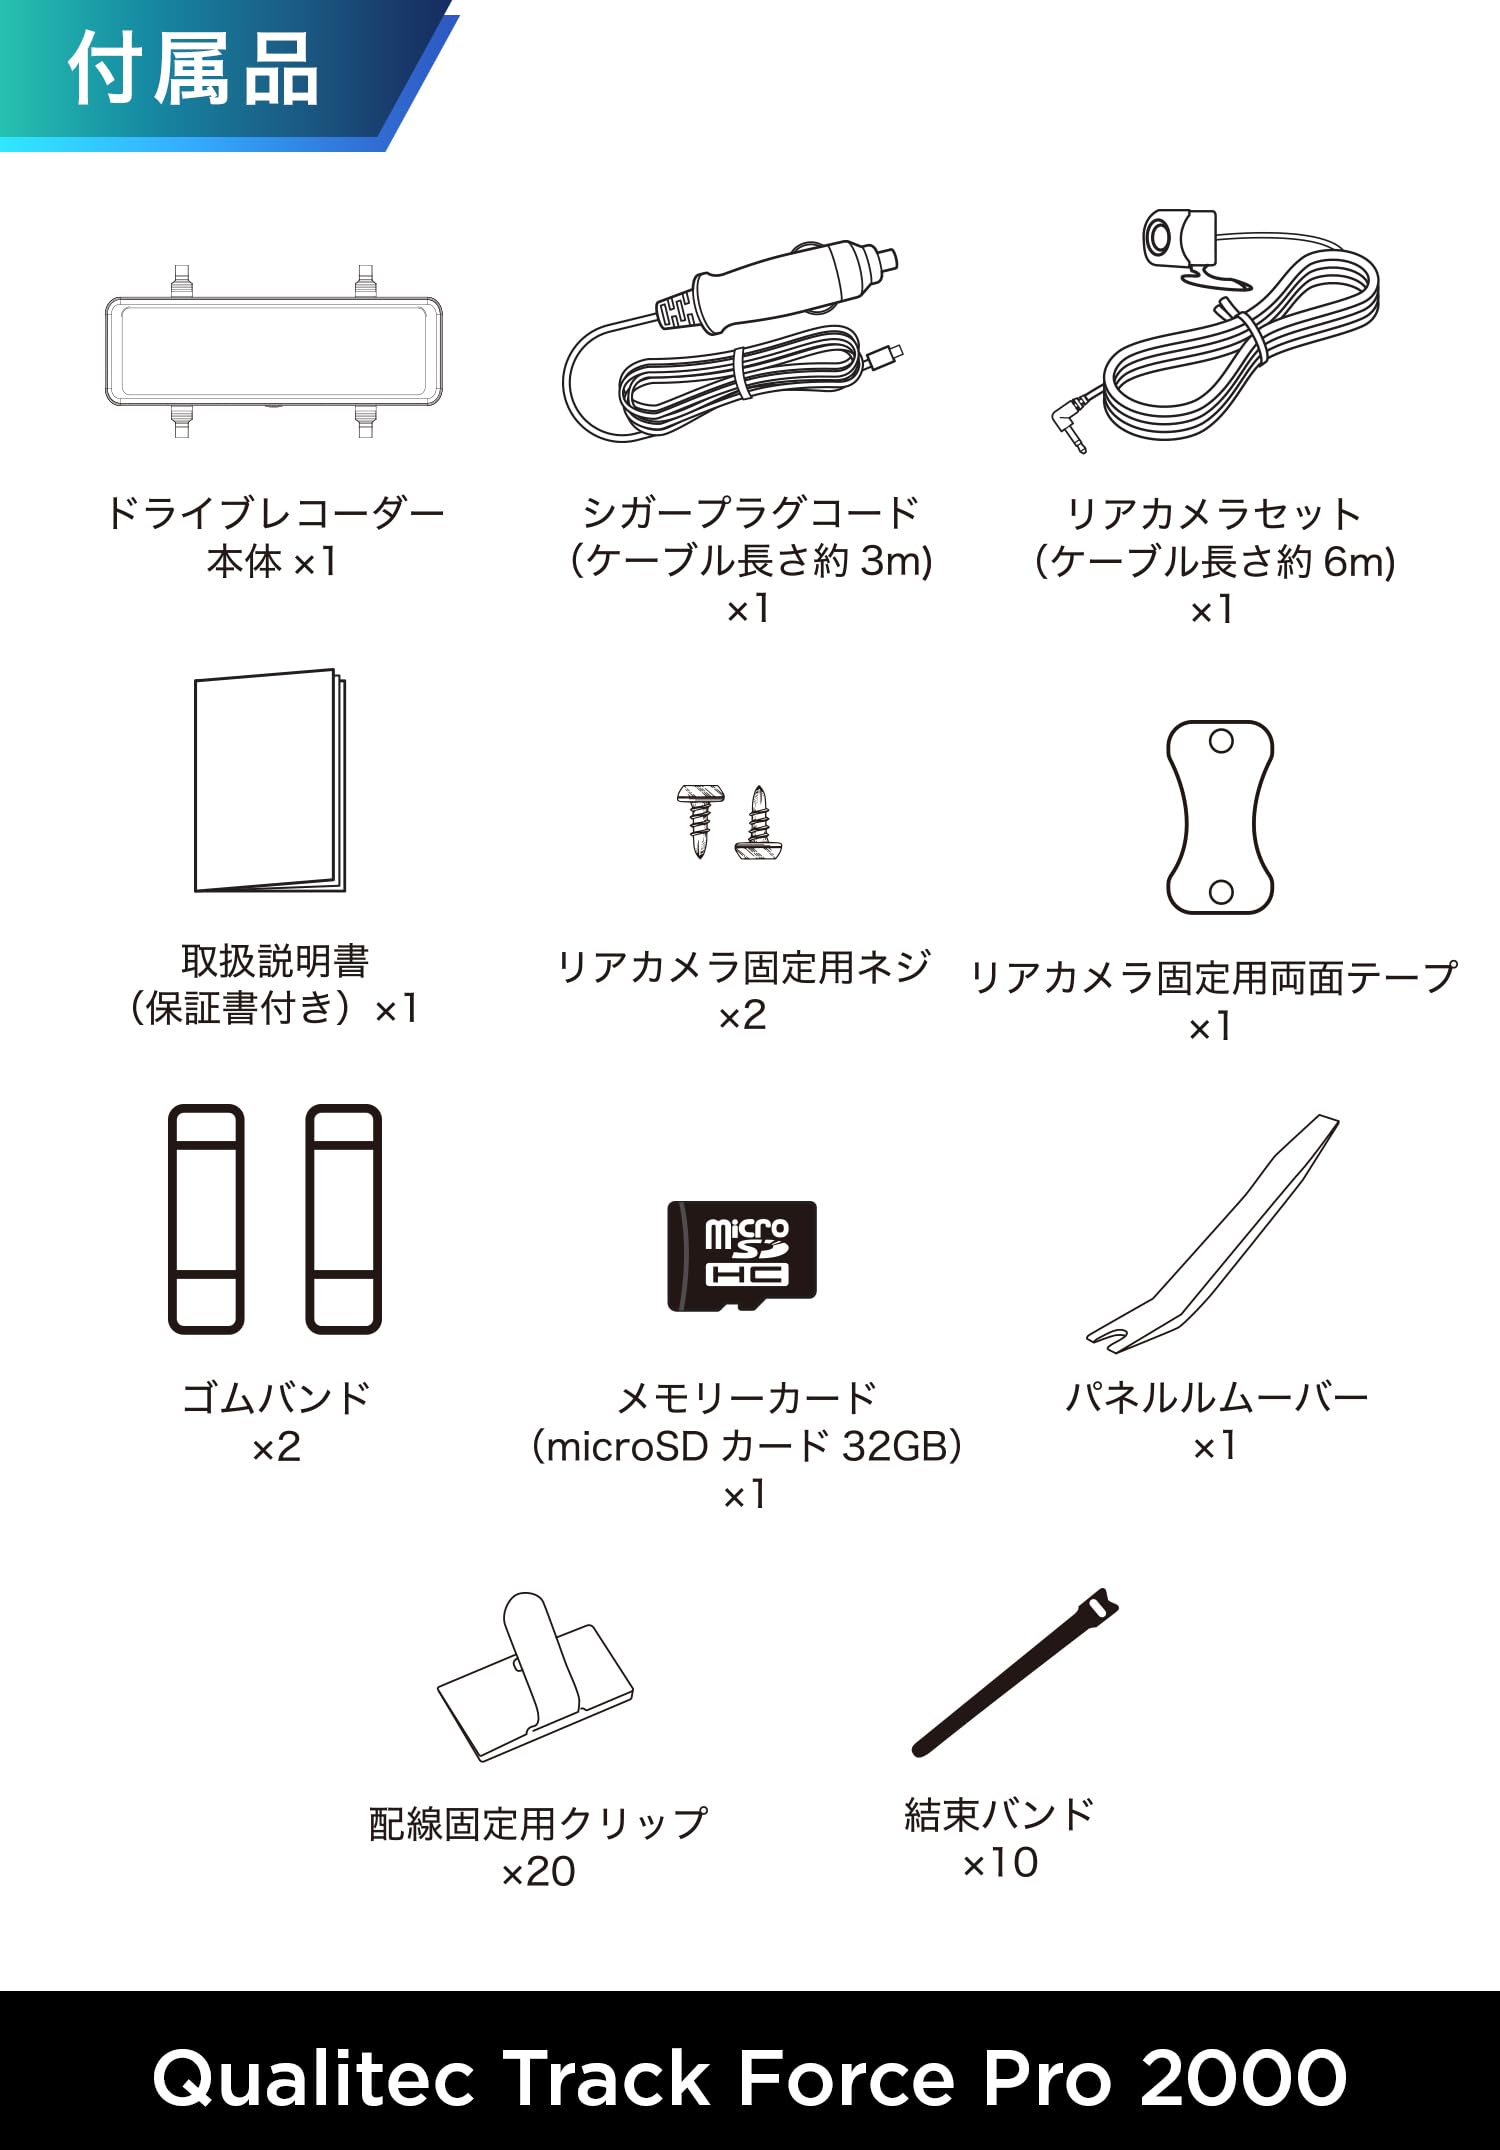 付属品
ドライブレコーダー
本体 ×1
シガープラグコード
（ケーブル長さ約 3m)
×1
リアカメラセット
（ケーブル長さ約 6m)
×1
取扱説明書
（保証書付き）×1
リアカメラ固定用ネジ
×2
リアカメラ固定用両面テープ
×1
ゴムバンド
×2
micro
SD
HC
メモリーカード
（microSD カード 32GB）
×1
パネルルムーバー
×1
配線固定用クリップ
×20
結束バンド
×10
Qualitec Track Force Pro 2000